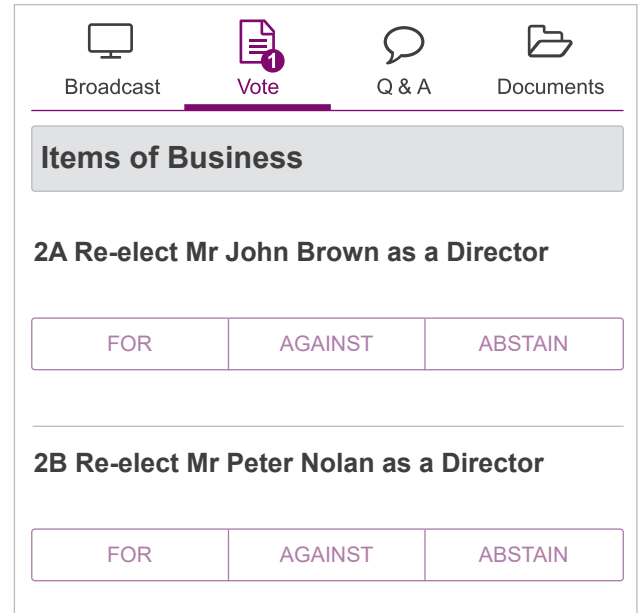 1
Broadcast Vote Q & A Documents
Items of Business
2A Re-elect Mr John Brown as a Director
FOR AGAINST ABSTAIN
2B Re-elect Mr Peter Nolan as a Director
FOR AGAINST ABSTAIN